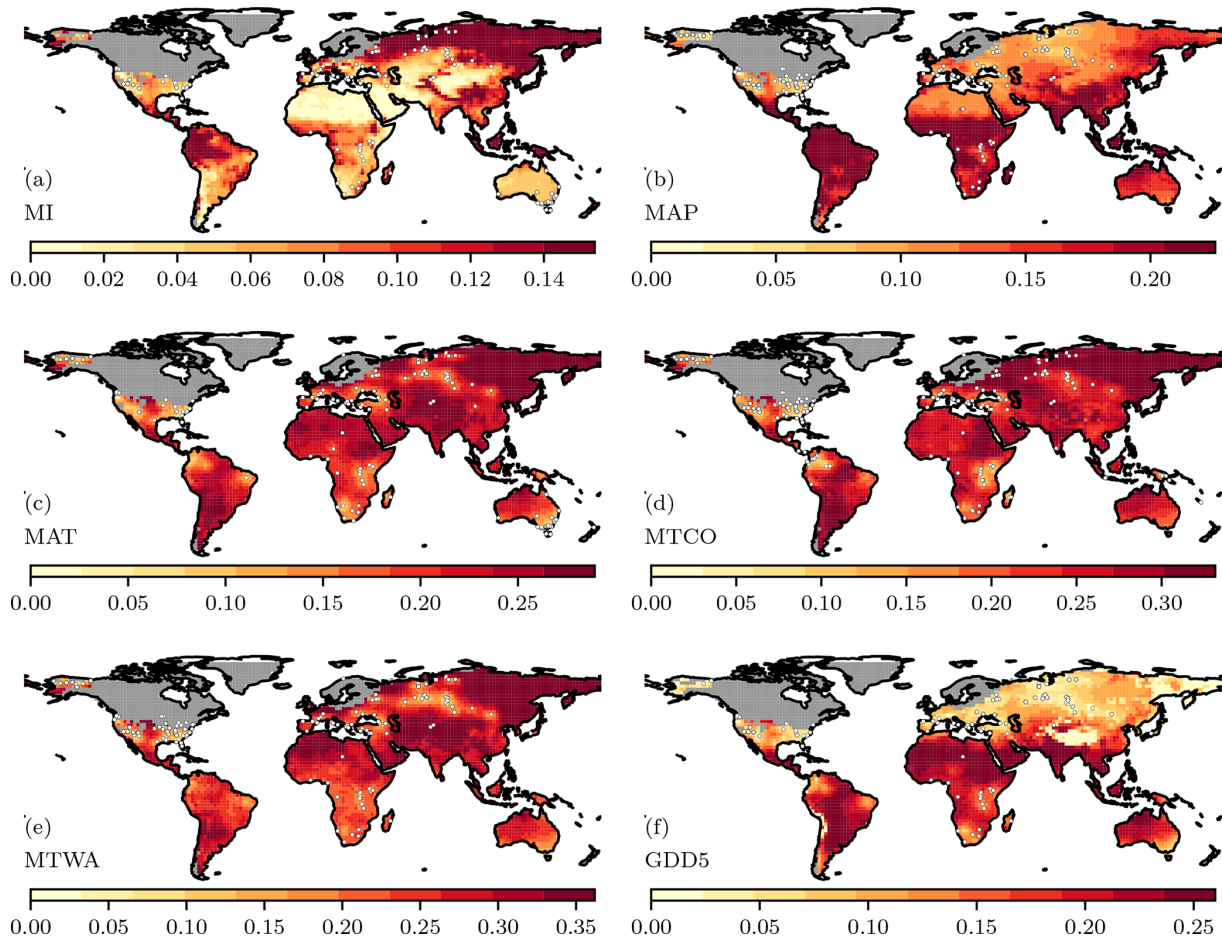 (a)
MI
0.00 0.02 0.04 0.06 0.08 0.10 0.12 0.14
(b)
MAP
0.00 0.05 0.10 0.15 0.20
(c)
MAT
0.00 0.05 0.10 0.15 0.20 0.25
(d)
MTCO
0.00 0.05 0.10 0.15 0.20 0.25 0.30
(e)
MTWA
0.00 0.05 0.10 0.15 0.20 0.25 0.30 0.35
(f)
GDD5
0.00 0.05 0.10 0.15 0.20 0.25